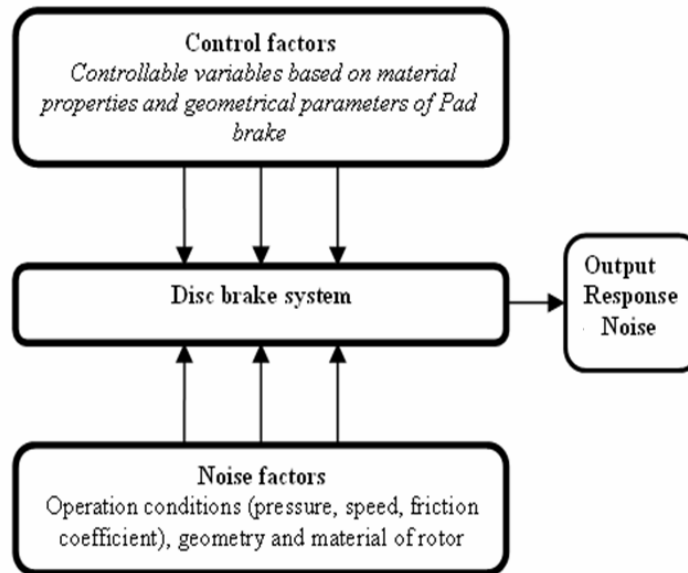 Control factors
Controllable variables based on material
properties and geometrical parameters of Pad
brake
Disc brake system
Output
Response
Noise
Noise factors
Operation conditions (pressure, speed, friction
coefficient), geometry and material of rotor